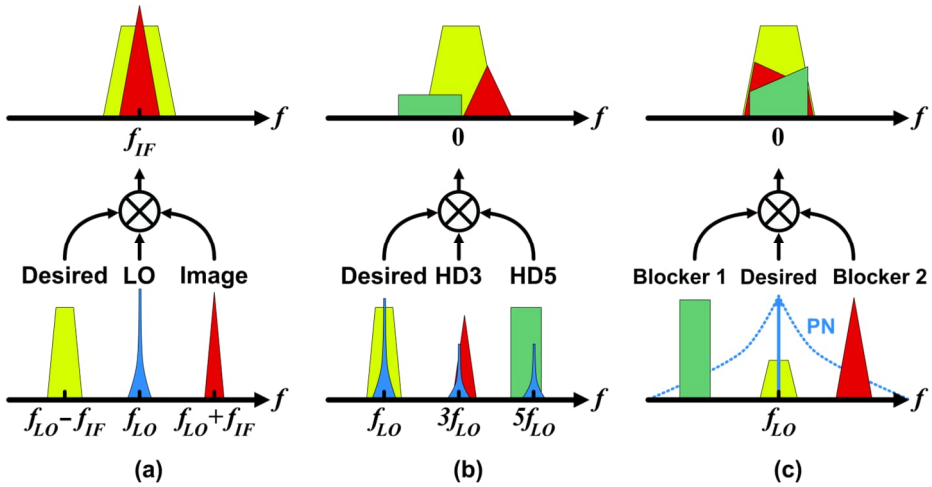 f f f
f_IF 0 0
Desired LO Image Desired HD3 HD5 Blocker 1 Desired Blocker 2
PN
f f f
f_LO−f_IF f_LO f_LO+f_IF f_LO 3f_LO 5f_LO f_LO
(a) (b) (c)